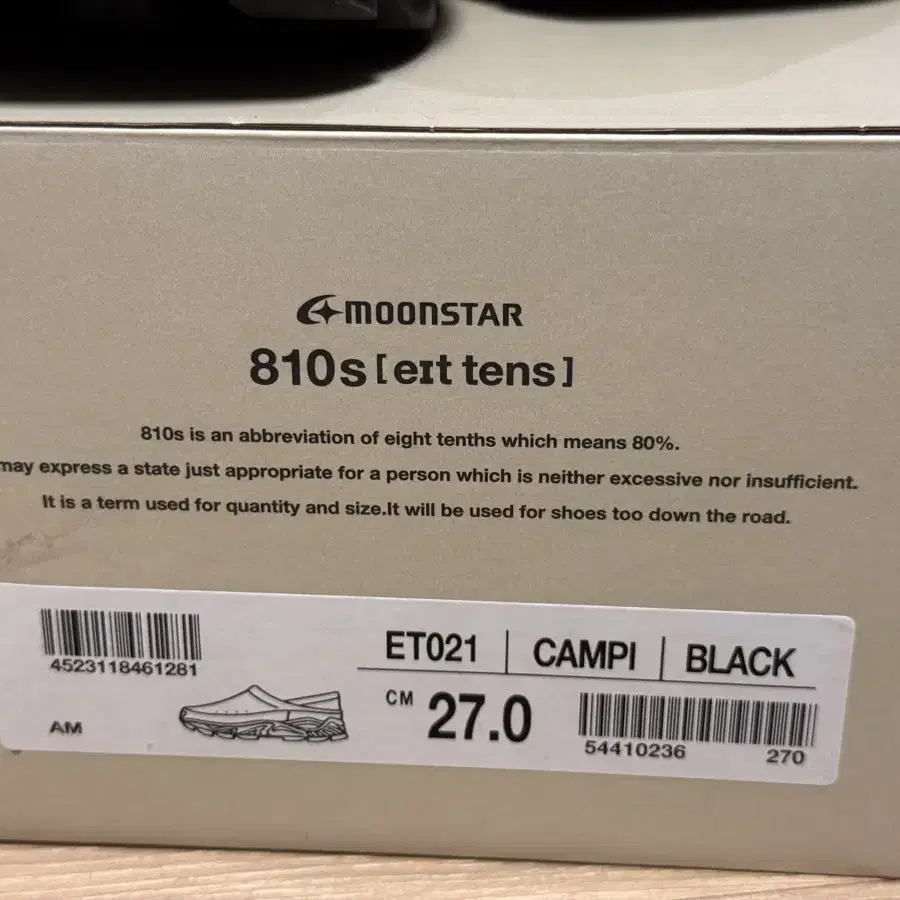 MOONSTAR
810s [eɪt tens]
810s is an abbreviation of eight tenths which means 80%.
may express a state just appropriate for a person which is neither excessive nor insufficient.
It is a term used for quantity and size.It will be used for shoes too down the road.
4523118461281
ET021 | CAMPI | BLACK
AM
CM 27.0
54410236 270